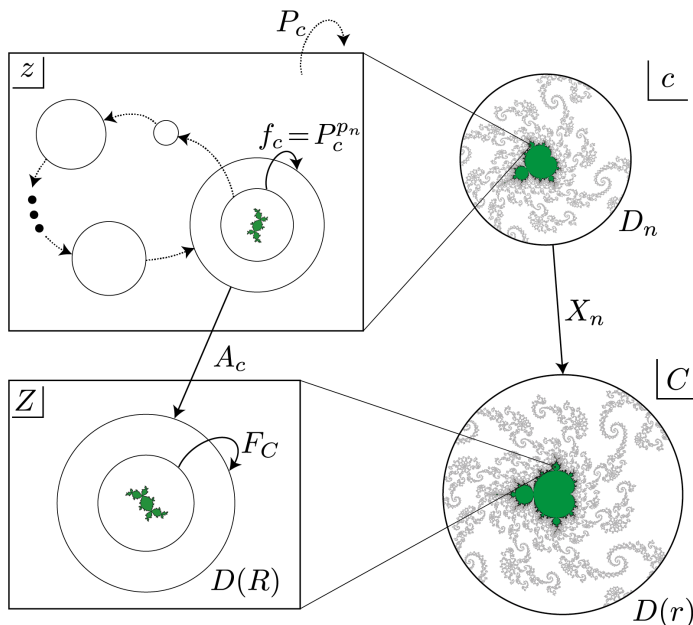 P_c
z
c
f_c = P_c^{p_n}
D_n
X_n
A_c
Z
C
F_C
D(R)
D(r)